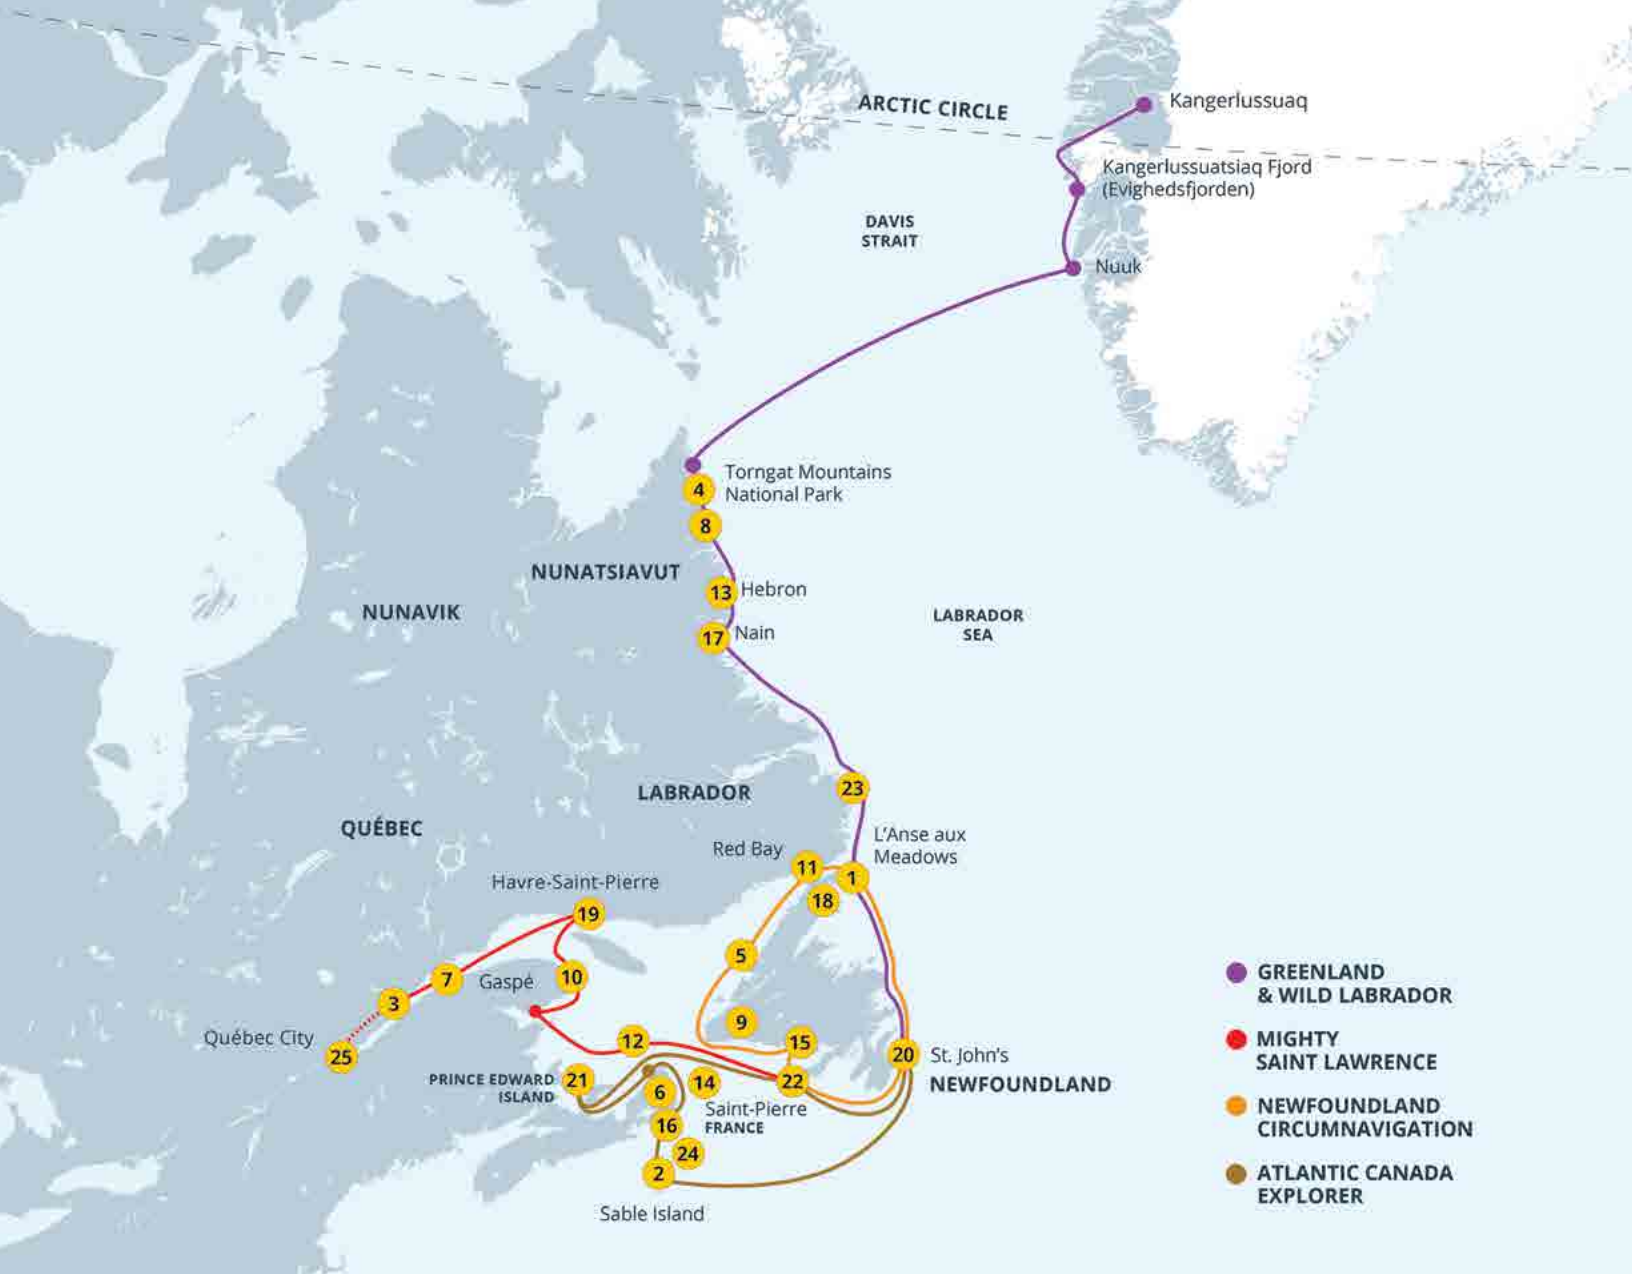 ARCTIC CIRCLE
Kangerlussuaq
Kangerlussuatsiaq Fjord
(Evighedsfjorden)
DAVIS
STRAIT
Nuuk
Torngat Mountains
National Park
4
8
NUNATSIAVUT
13
Hebron
NUNAVIK
17
Nain
LABRADOR
SEA
23
LABRADOR
QUÉBEC
L'Anse aux
Meadows
Red Bay
11
1
18
Havre-Saint-Pierre
19
5
10
7
Gaspé
3
9
Québec City
25
12
15
20
St. John's
NEWFOUNDLAND
PRINCE EDWARD
ISLAND
21
6
14
22
Saint-Pierre
FRANCE
16
24
2
Sable Island
GREENLAND
& WILD LABRADOR
MIGHTY
SAINT LAWRENCE
NEWFOUNDLAND
CIRCUMNAVIGATION
ATLANTIC CANADA
EXPLORER